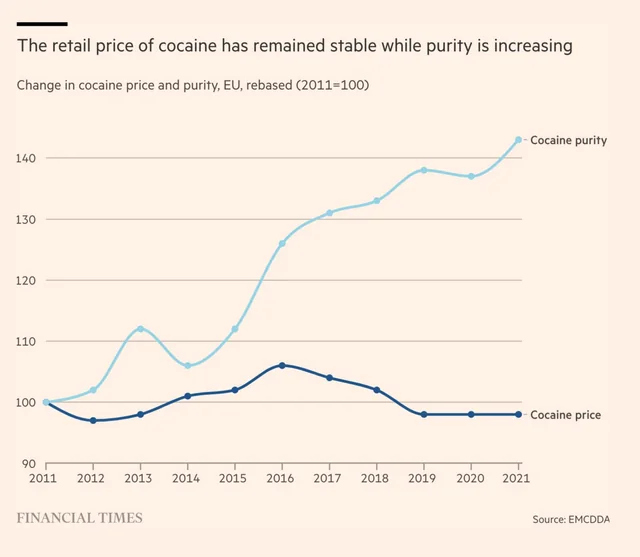 The retail price of cocaine has remained stable while purity is increasing
Change in cocaine price and purity, EU, rebased (2011=100)
Cocaine purity
140
130
120
110
100
Cocaine price
90
2011 2012 2013 2014 2015 2016 2017 2018 2019 2020 2021
FINANCIAL TIMES
Source: EMCDDA